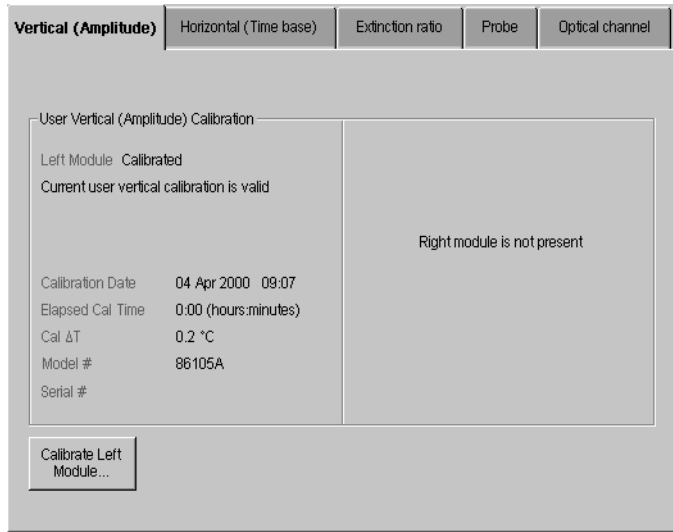 Vertical (Amplitude) Horizontal (Time base) Extinction ratio Probe Optical channel
User Vertical (Amplitude) Calibration
Left Module Calibrated
Current user vertical calibration is valid
Right module is not present
Calibration Date 04 Apr 2000 09:07
Elapsed Cal Time 0:00 (hours:minutes)
Cal ΔT 0.2 °C
Model # 86105A
Serial #
Calibrate Left
Module...